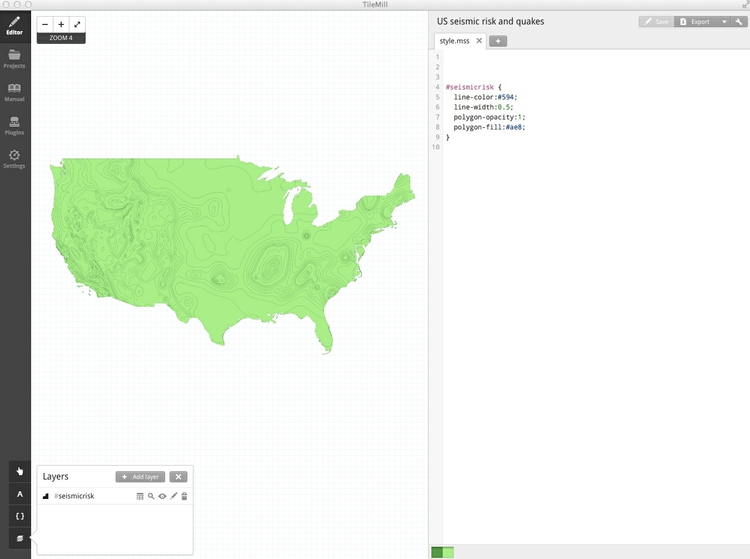 TileMill
Editor
Projects
Manual
Plugins
Settings
ZOOM 4
US seismic risk and quakes
Save
Export
style.mss
1
2
3
4 #seismicrisk {
5 line-color:#594;
6 line-width:0.5;
7 polygon-opacity:1;
8 polygon-fill:#ae8;
9 }
10
Layers
+ Add layer
#seismicrisk
A
{ }